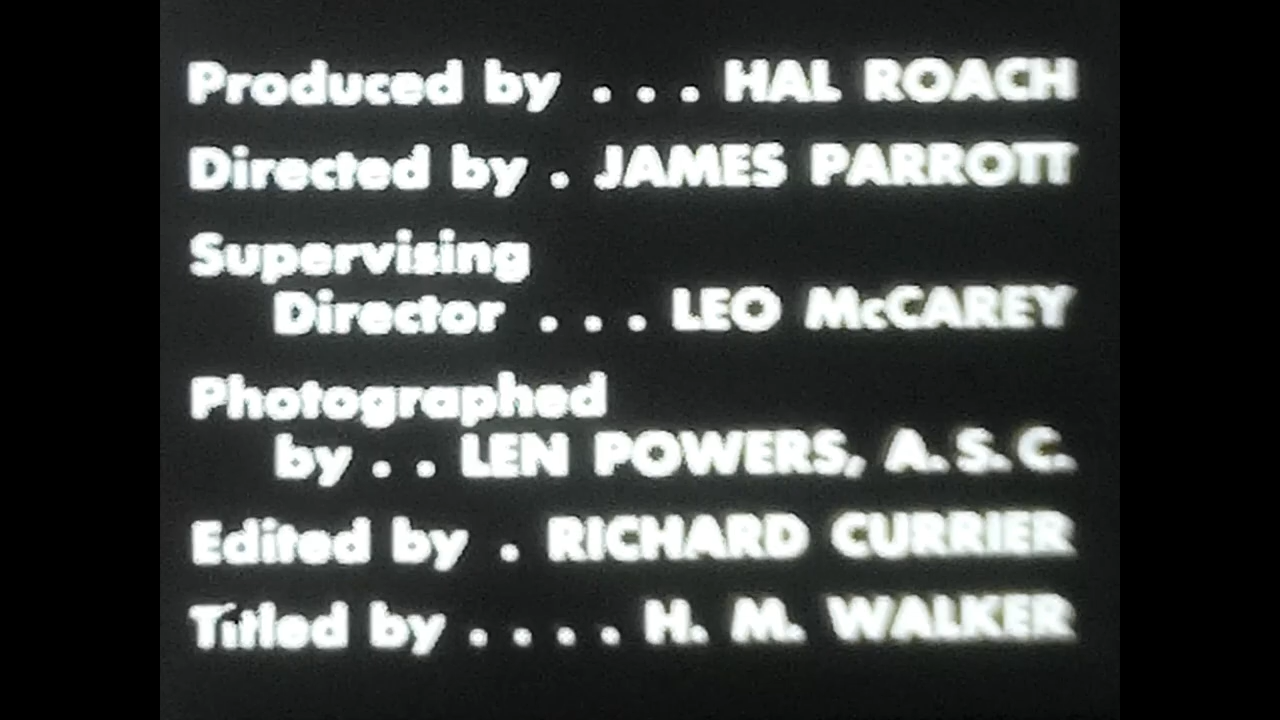 Produced by . . . HAL ROACH
Directed by . JAMES PARROTT
Supervising
Director . . . LEO McCAREY
Photographed
by . . LEN POWERS, A. S. C.
Edited by . RICHARD CURRIER
Titled by . . . . H. M. WALKER